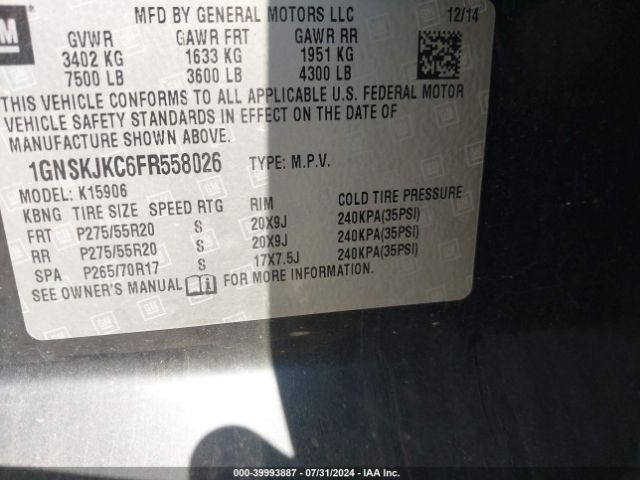 GM
MFD BY GENERAL MOTORS LLC 12/14
GVWR GAWR FRT GAWR RR
3402 KG 1633 KG 1951 KG
7500 LB 3600 LB 4300 LB
THIS VEHICLE CONFORMS TO ALL APPLICABLE U.S. FEDERAL MOTOR
VEHICLE SAFETY STANDARDS IN EFFECT ON THE DATE OF
MANUFACTURE SHOWN ABOVE.
1GNSKJKC6FR558026 TYPE: M.P.V.
MODEL: K15906
KBNG TIRE SIZE SPEED RTG RIM COLD TIRE PRESSURE
FRT P275/55R20 S 20X9J 240KPA(35PSI)
RR P275/55R20 S 20X9J 240KPA(35PSI)
SPA P265/70R17 S 17X7.5J 240KPA(35PSI)
SEE OWNER'S MANUAL FOR MORE INFORMATION.
000-39993887 - 07/31/2024 - IAA Inc.